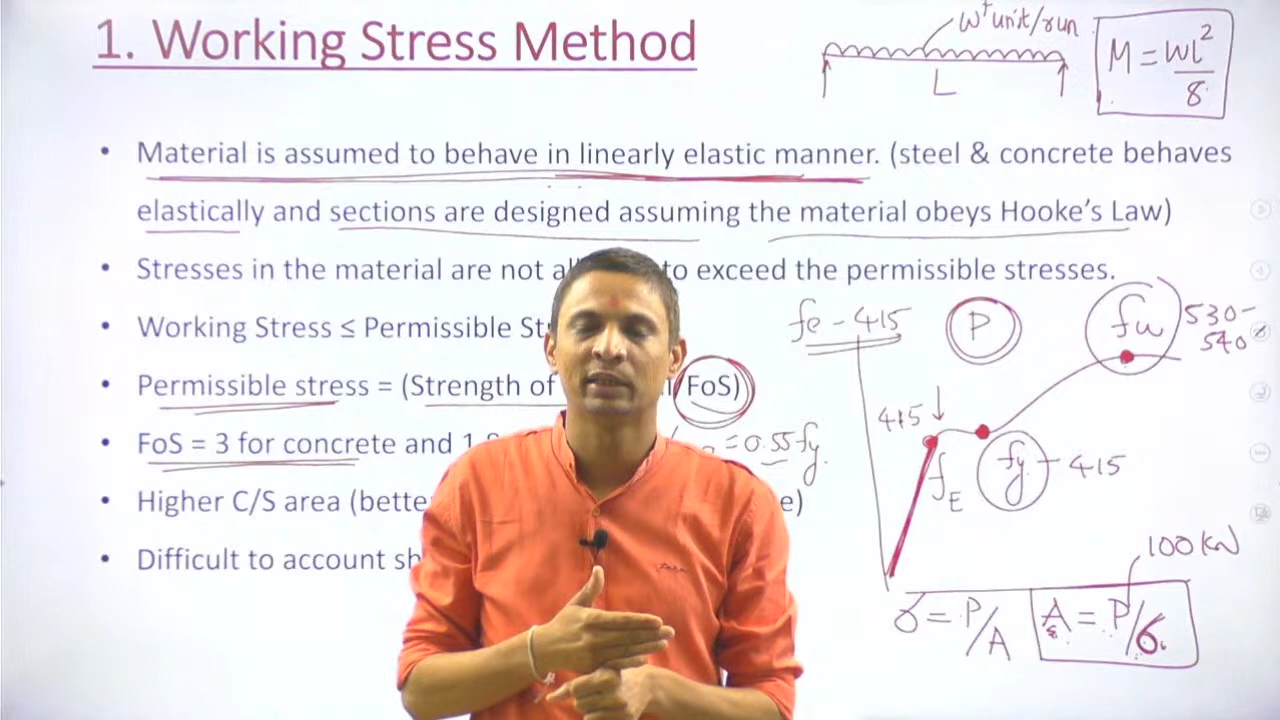 1. Working Stress Method
w unit/run
L
M = wl²/8
• Material is assumed to behave in linearly elastic manner. (steel & concrete behaves
elastically and sections are designed assuming the material obeys Hooke's Law)
• Stresses in the material are not al to exceed the permissible stresses.
• Working Stress ≤ Permissible St
fe - 415
P
fu
530-
540
• Permissible stress = (Strength of /FoS)
415
• FoS = 3 for concrete and 1 = 0.55fy
fE
fy - 415
• Higher C/S area (bette e)
• Difficult to account sh
100 kN
σ = P/A
A = P/σ